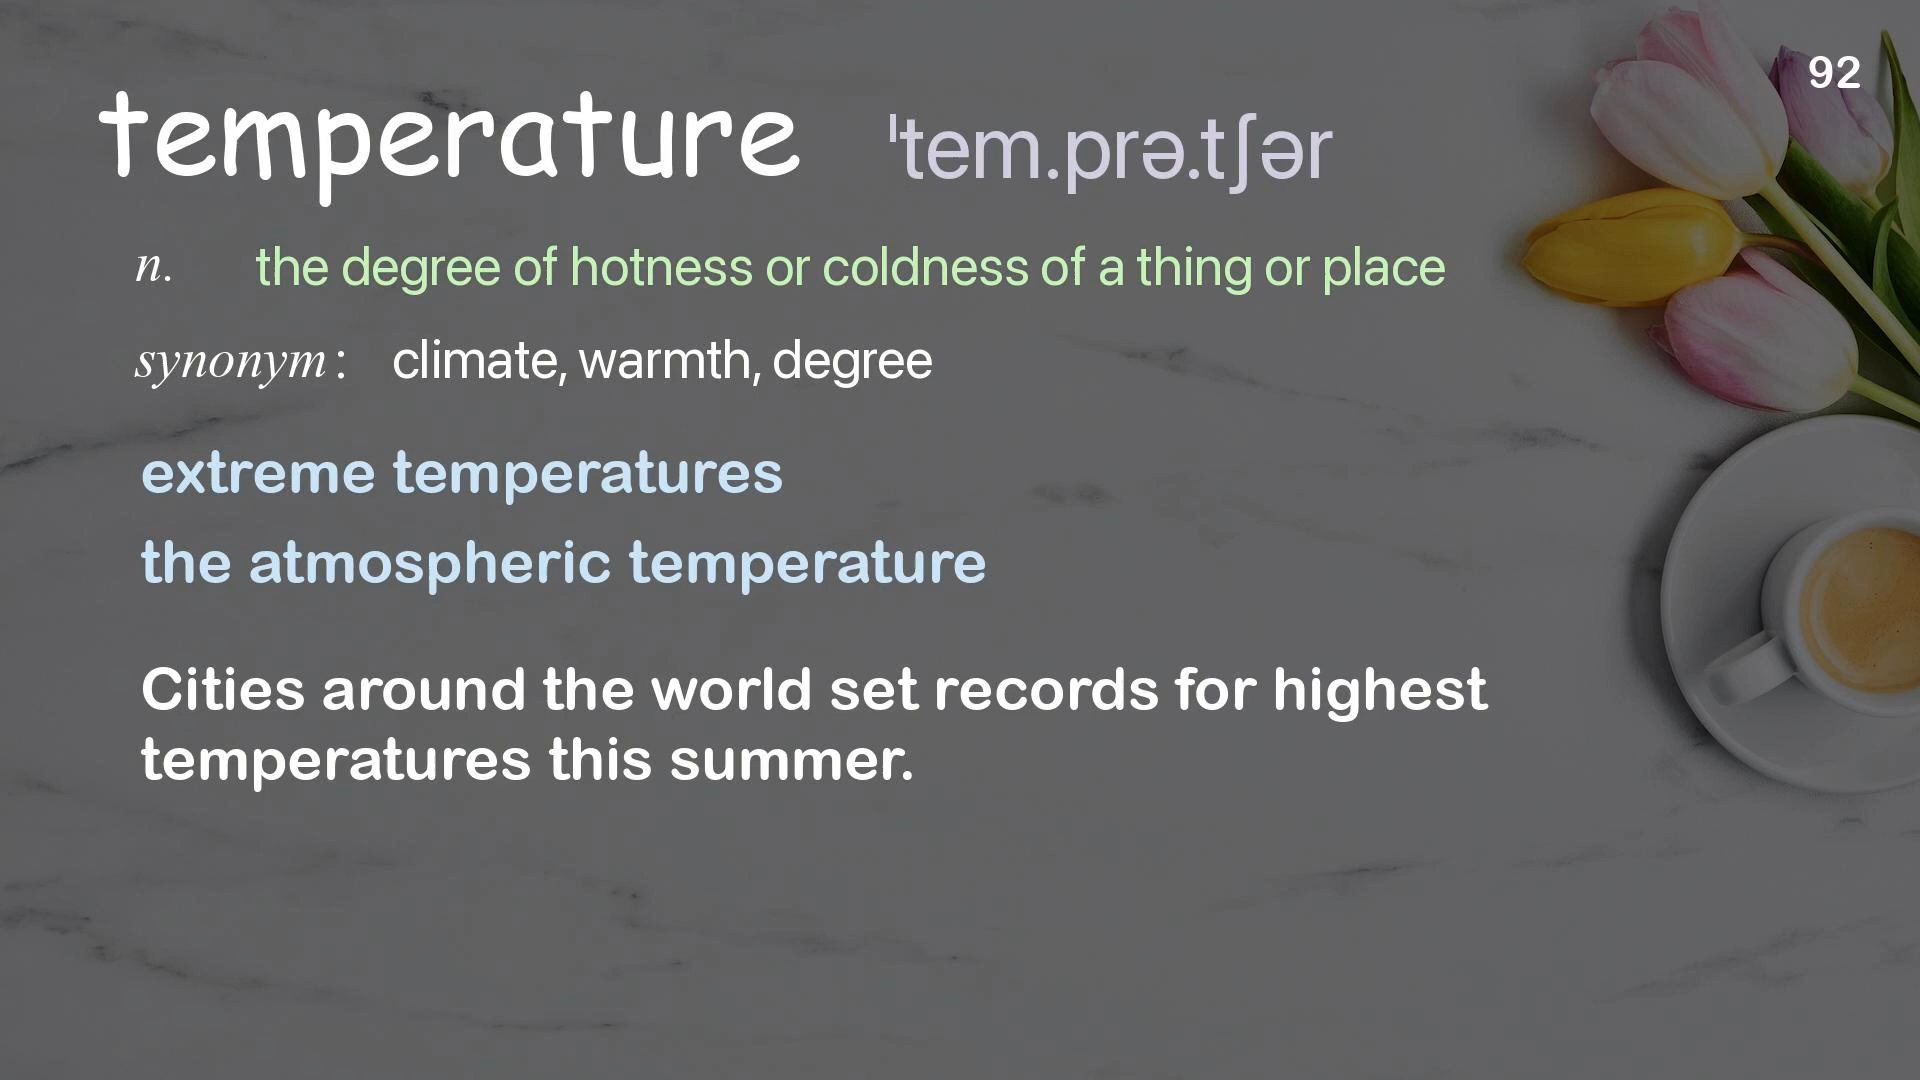 92
temperature ˈtem.prə.tʃər
n. the degree of hotness or coldness of a thing or place
synonym: climate, warmth, degree
extreme temperatures
the atmospheric temperature
Cities around the world set records for highest
temperatures this summer.